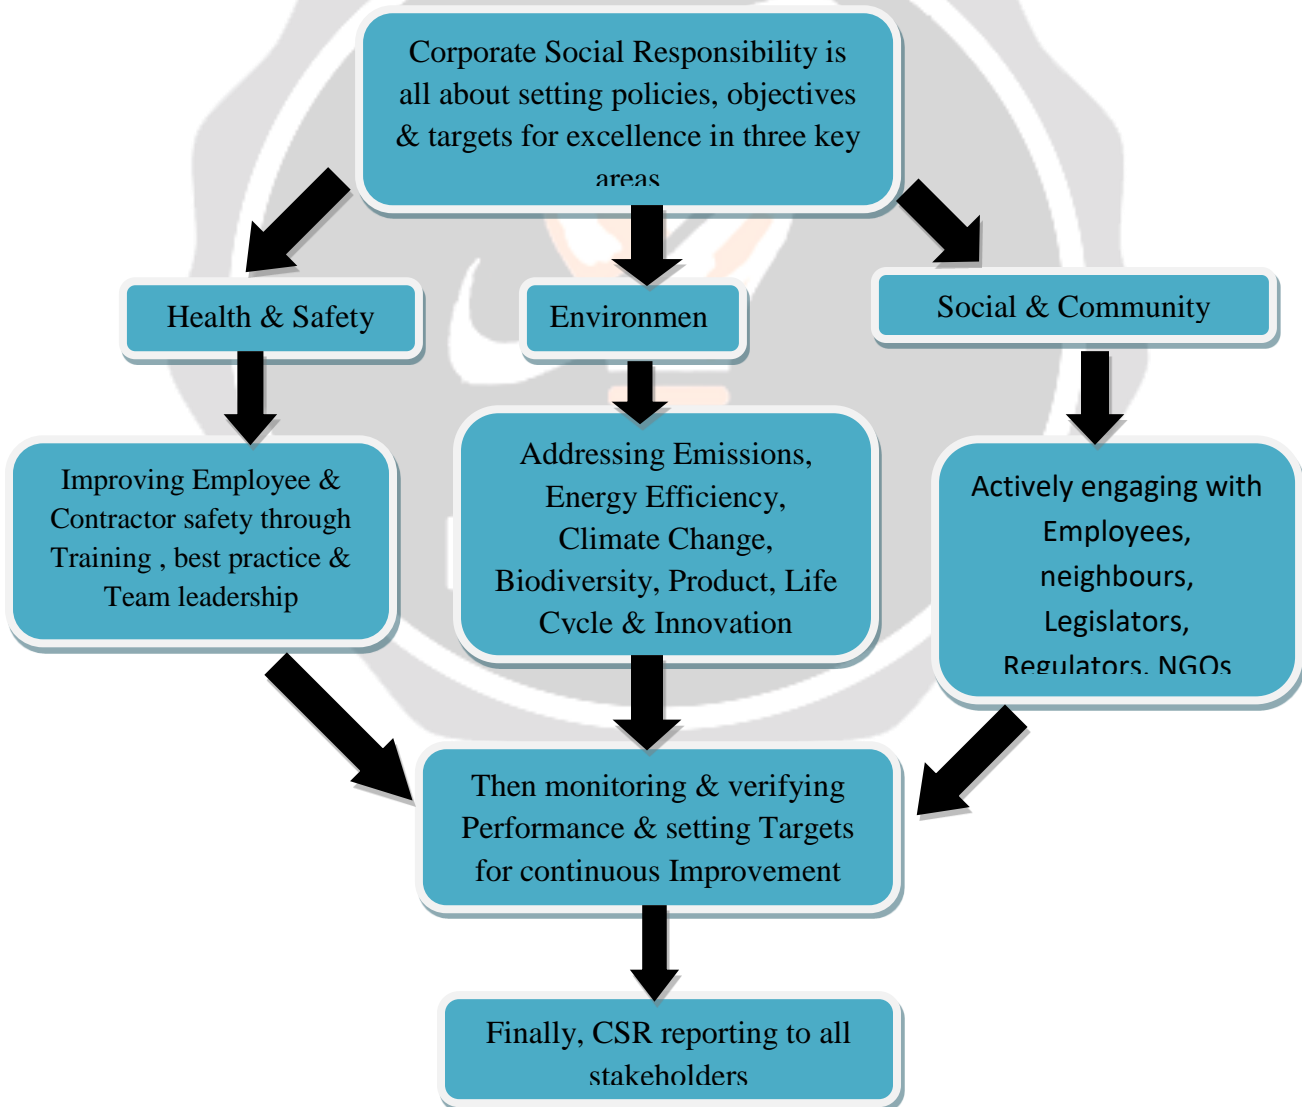 Corporate Social Responsibility is
all about setting policies, objectives
& targets for excellence in three key
areas
Health & Safety
Environmen
Social & Community
Improving Employee &
Contractor safety through
Training , best practice &
Team leadership
Addressing Emissions,
Energy Efficiency,
Climate Change,
Biodiversity, Product, Life
Cycle & Innovation
Actively engaging with
Employees,
neighbours,
Legislators,
Regulators, NGOs
Then monitoring & verifying
Performance & setting Targets
for continuous Improvement
Finally, CSR reporting to all
stakeholders